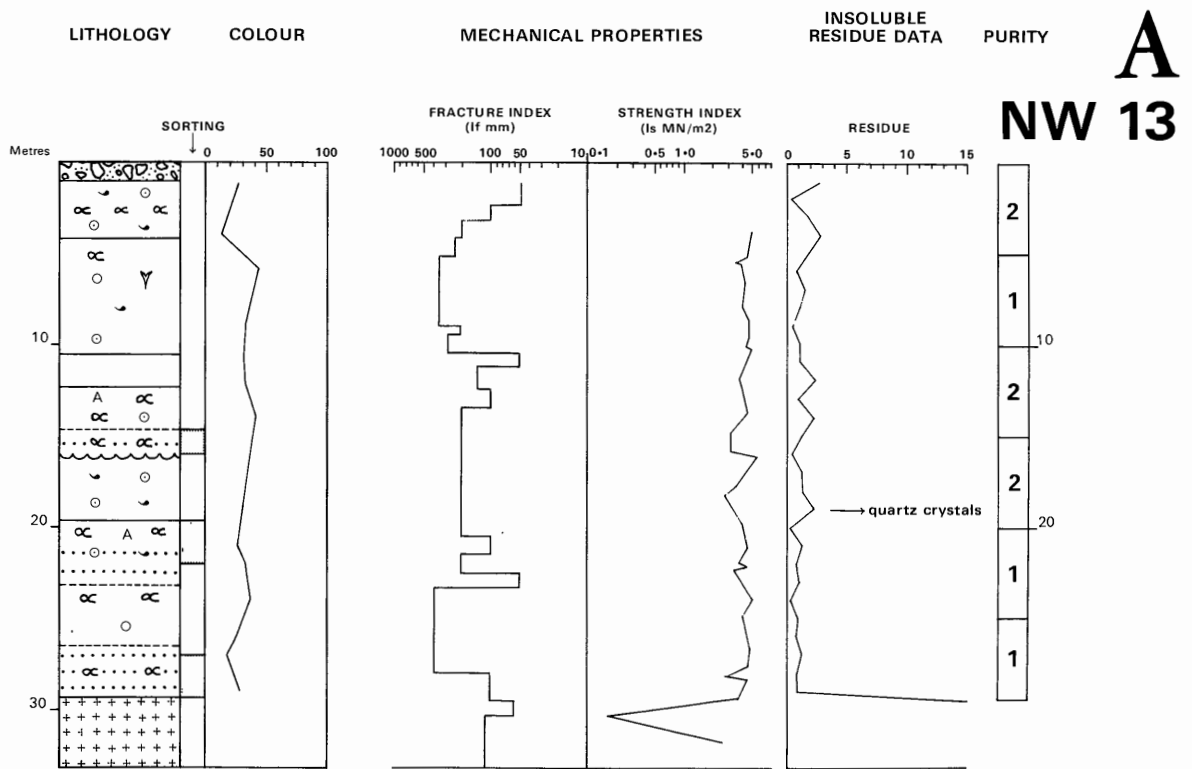 LITHOLOGY COLOUR MECHANICAL PROPERTIES INSOLUBLE RESIDUE DATA PURITY
A
NW 13
SORTING
FRACTURE INDEX
(If mm)
STRENGTH INDEX
(Is MN/m2)
RESIDUE
Metres
0 50 100
1000 500 100 50 10
0·1 0·5 1·0 5·0
0 5 10 15
2
1
10 10
2
A
2
quartz crystals
20 20
A
1
1
30